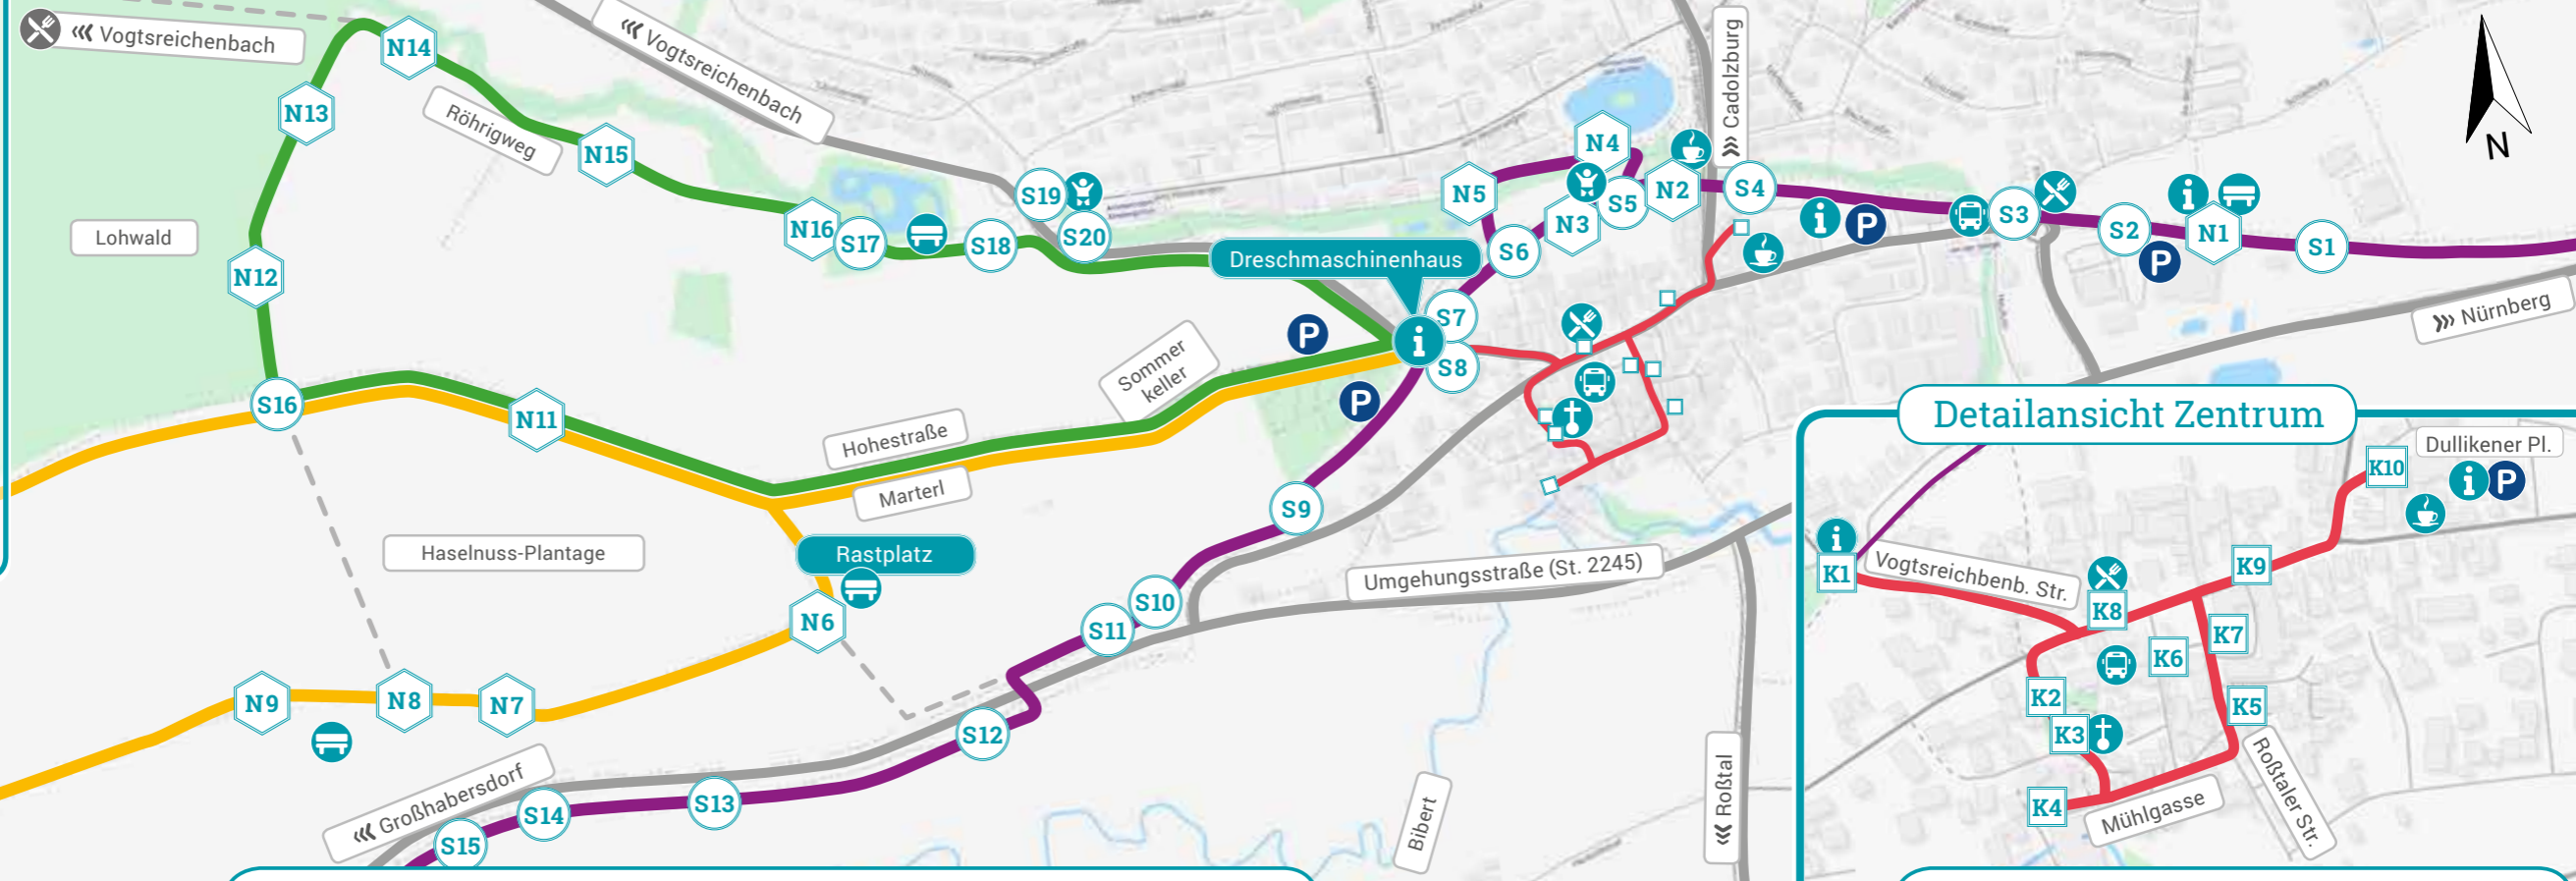 ‹‹‹ Vogtsreichenbach
N14
‹‹‹ Vogtsreichenbach
››› Cadolzburg
N
N13
Röhrigweg
N15
N4
S19
N5
S5
N2
S4
N3
S3
Lohwald
N16
S17
S18
S20
Dreschmaschinenhaus
S6
P
S2
N1
S1
P
N12
››› Nürnberg
P
i
S7
S8
Sommer
keller
P
S16
N11
Hohestraße
Marterl
S9
Haselnuss-Plantage
Rastplatz
Umgehungsstraße (St. 2245)
S10
S11
N6
N9
N8
N7
S12
‹‹‹ Großhabersdorf
S13
S14
S15
Bibert
‹‹‹ Roßtal
Detailansicht Zentrum
Dullikener Pl.
K10
i
P
i
K1
Vogtsreichbenb. Str.
K9
K8
K7
K6
K2
K5
K3
K4
Mühlgasse
Roßtaler Str.
i
i